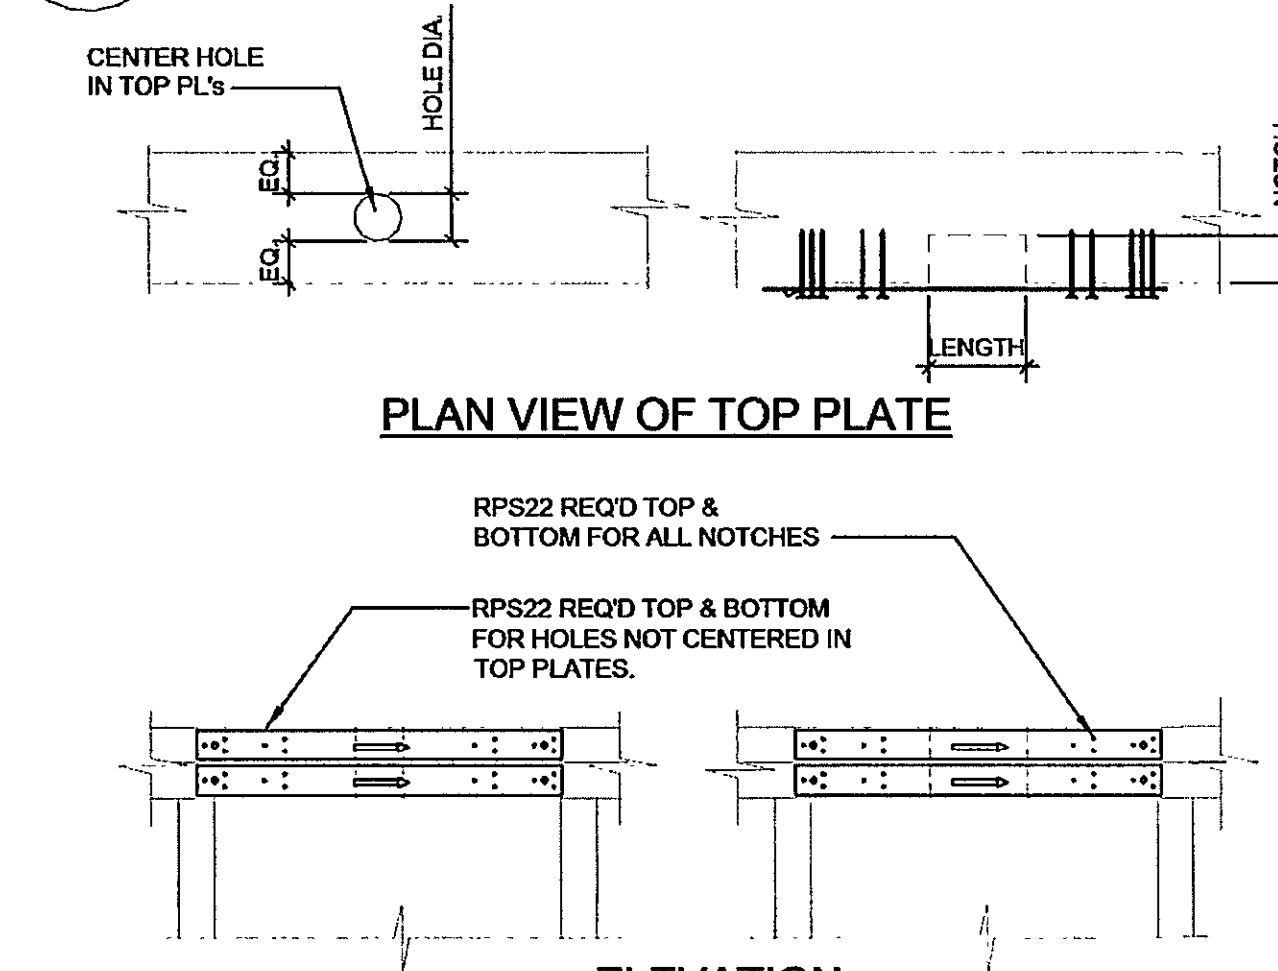 CENTER HOLE
IN TOP PL's
HOLE DIA.
EQ.
EQ.
LENGTH
PLAN VIEW OF TOP PLATE
RPS22 REQ'D TOP &
BOTTOM FOR ALL NOTCHES
RPS22 REQ'D TOP & BOTTOM
FOR HOLES NOT CENTERED IN
TOP PLATES.
ELEVATION